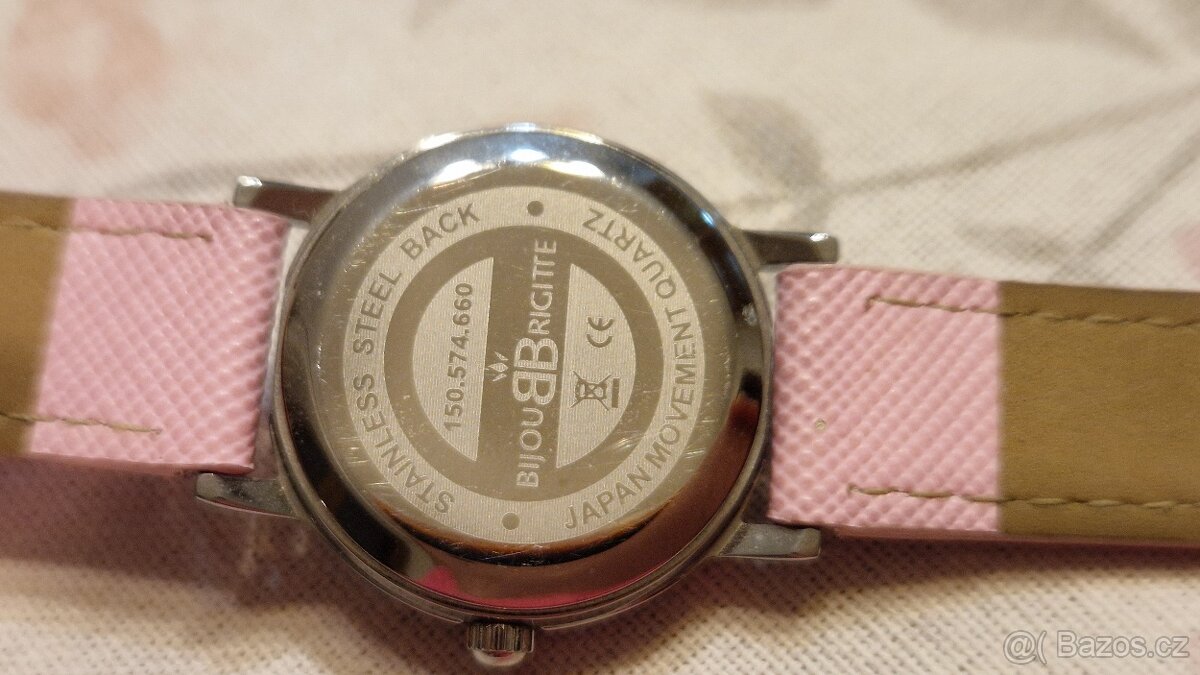 STAINLESS STEEL BACK
JAPAN MOVEMENT QUARTZ
150.574.660
BIJOU BRIGITTE
CE
@( Bazos.cz